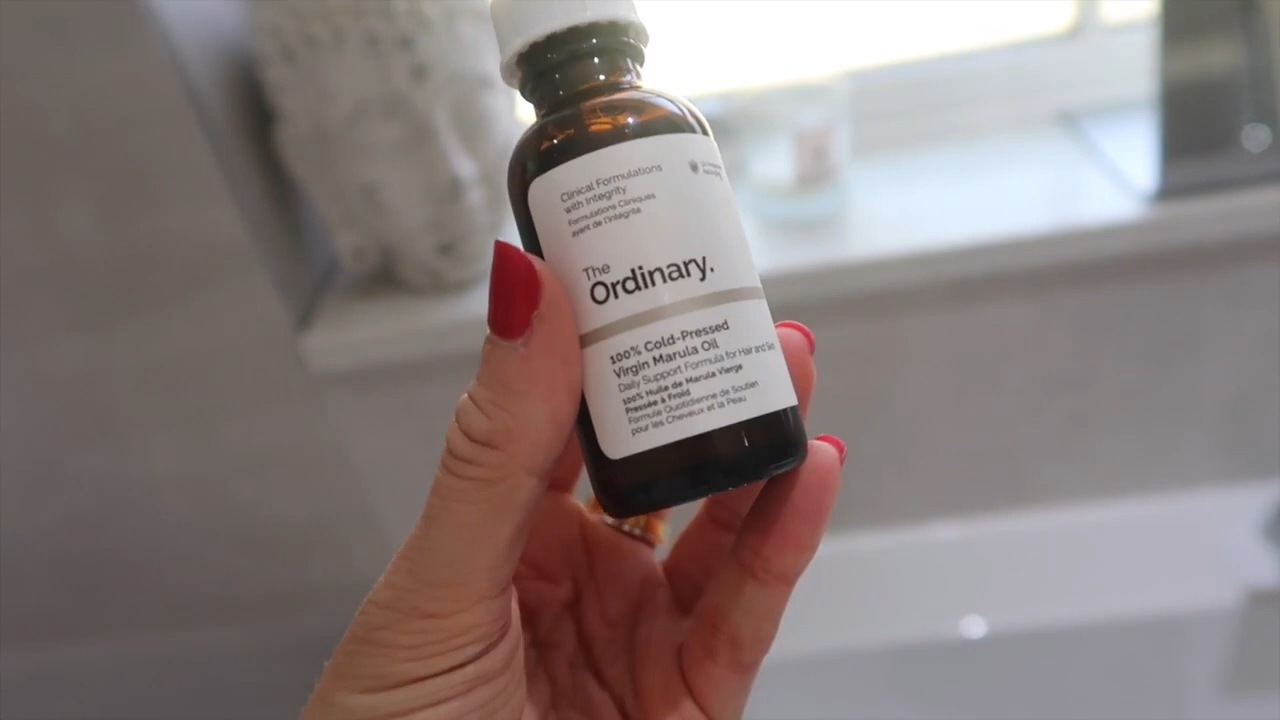 Clinical Formulations
with Integrity
Formulations Cliniques
ayant de l'intégrité
The
Ordinary.
100% Cold-Pressed
Virgin Marula Oil
Daily Support Formula for Hair and
100% Huile de Marula Vierge
Pressée à Froid
Formule Quotidienne de Soutien
pour les Cheveux et la Peau